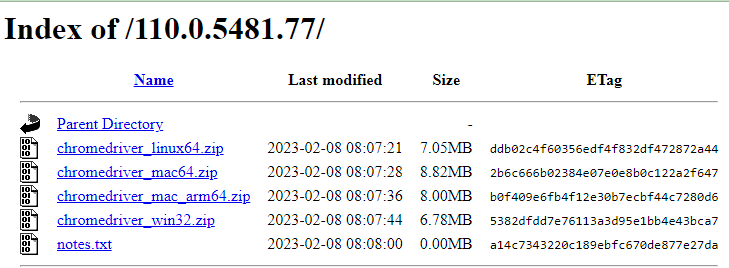 Index of /110.0.5481.77/
Name Last modified Size ETag
Parent Directory -
chromedriver_linux64.zip 2023-02-08 08:07:21 7.05MB ddb02c4f60356edf4f832df472872a44
chromedriver_mac64.zip 2023-02-08 08:07:28 8.82MB 2b6c666b02384e07e0e8b0c122a2f647
chromedriver_mac_arm64.zip 2023-02-08 08:07:36 8.00MB b0f409e6fb4f12e30b7ecbf44c7280d6
chromedriver_win32.zip 2023-02-08 08:07:44 6.78MB 5382dfdd7e76113a3d95e1bb4e43bca7
notes.txt 2023-02-08 08:08:00 0.00MB a14c7343220c189ebfc670de877e27da